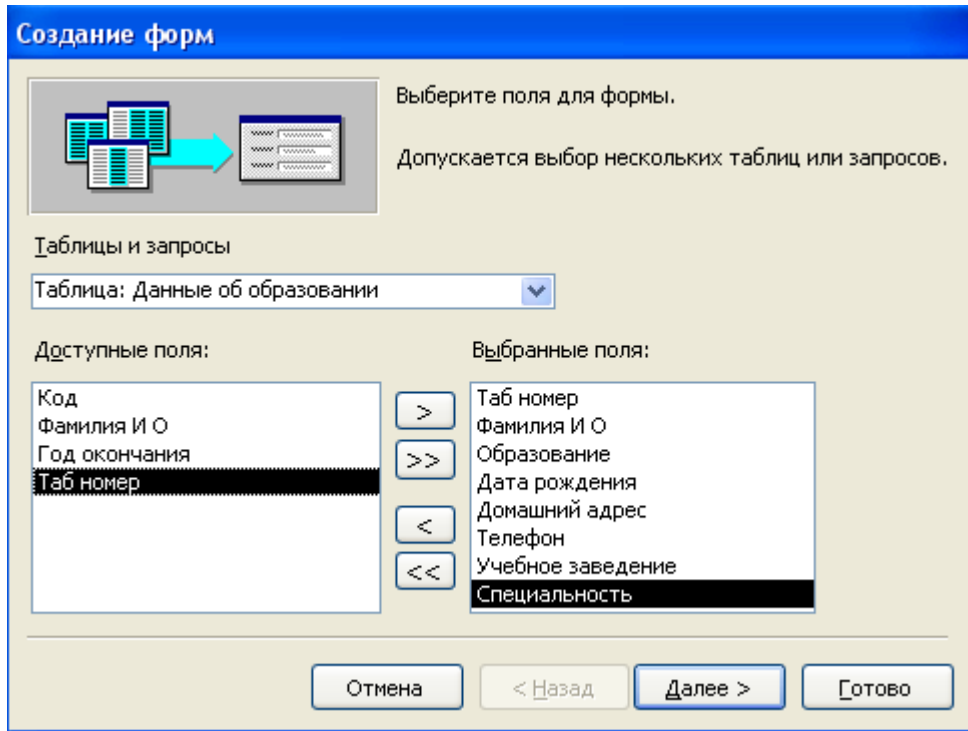 Создание форм
Выберите поля для формы.
Допускается выбор нескольких таблиц или запросов.
Таблицы и запросы
Таблица: Данные об образовании
Доступные поля:
Код
Фамилия И О
Год окончания
Таб номер
>
>>
<
<<
Выбранные поля:
Таб номер
Фамилия И О
Образование
Дата рождения
Домашний адрес
Телефон
Учебное заведение
Специальность
Отмена
< Назад
Далее >
Готово